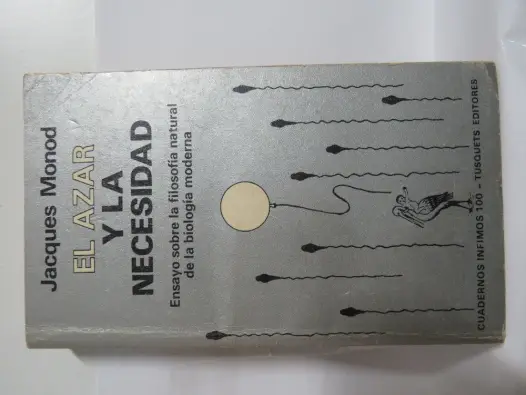 Jacques Monod
EL AZAR
Y LA
NECESIDAD
Ensayo sobre la filosofía natural
de la biología moderna
CUADERNOS INFIMOS 100 - TUSQUETS EDITORES